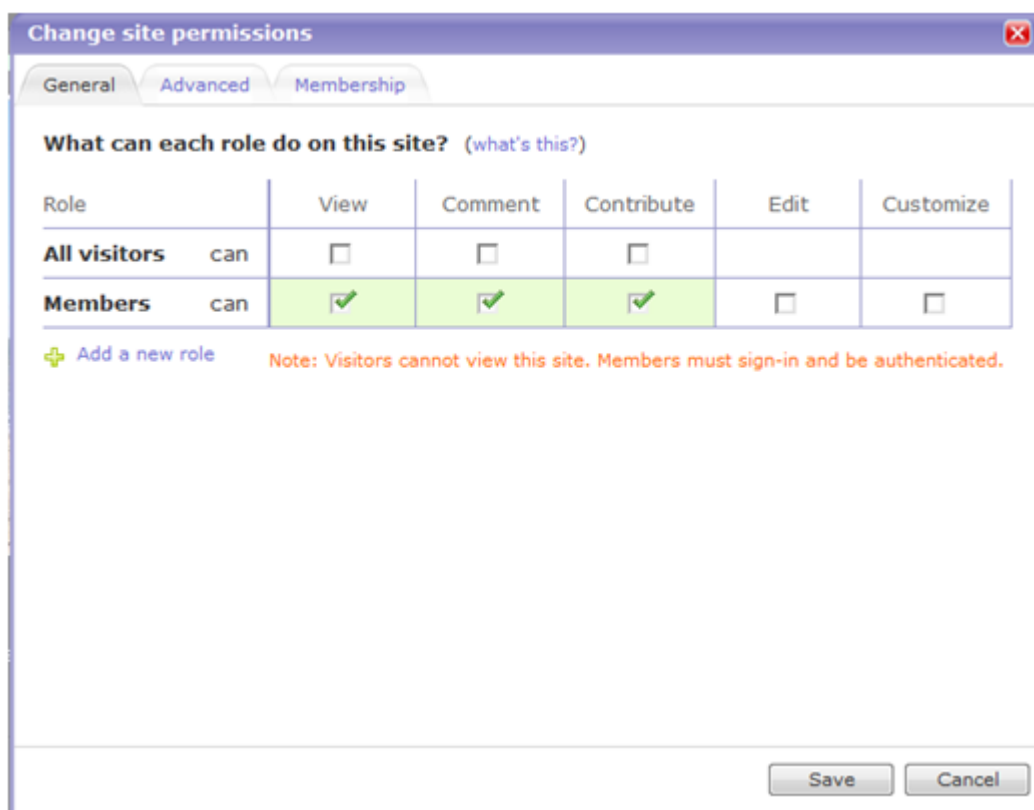 Change site permissions
General Advanced Membership
What can each role do on this site? (what's this?)
Role View Comment Contribute Edit Customize
All visitors can
Members can
Add a new role
Note: Visitors cannot view this site. Members must sign-in and be authenticated.
Save Cancel